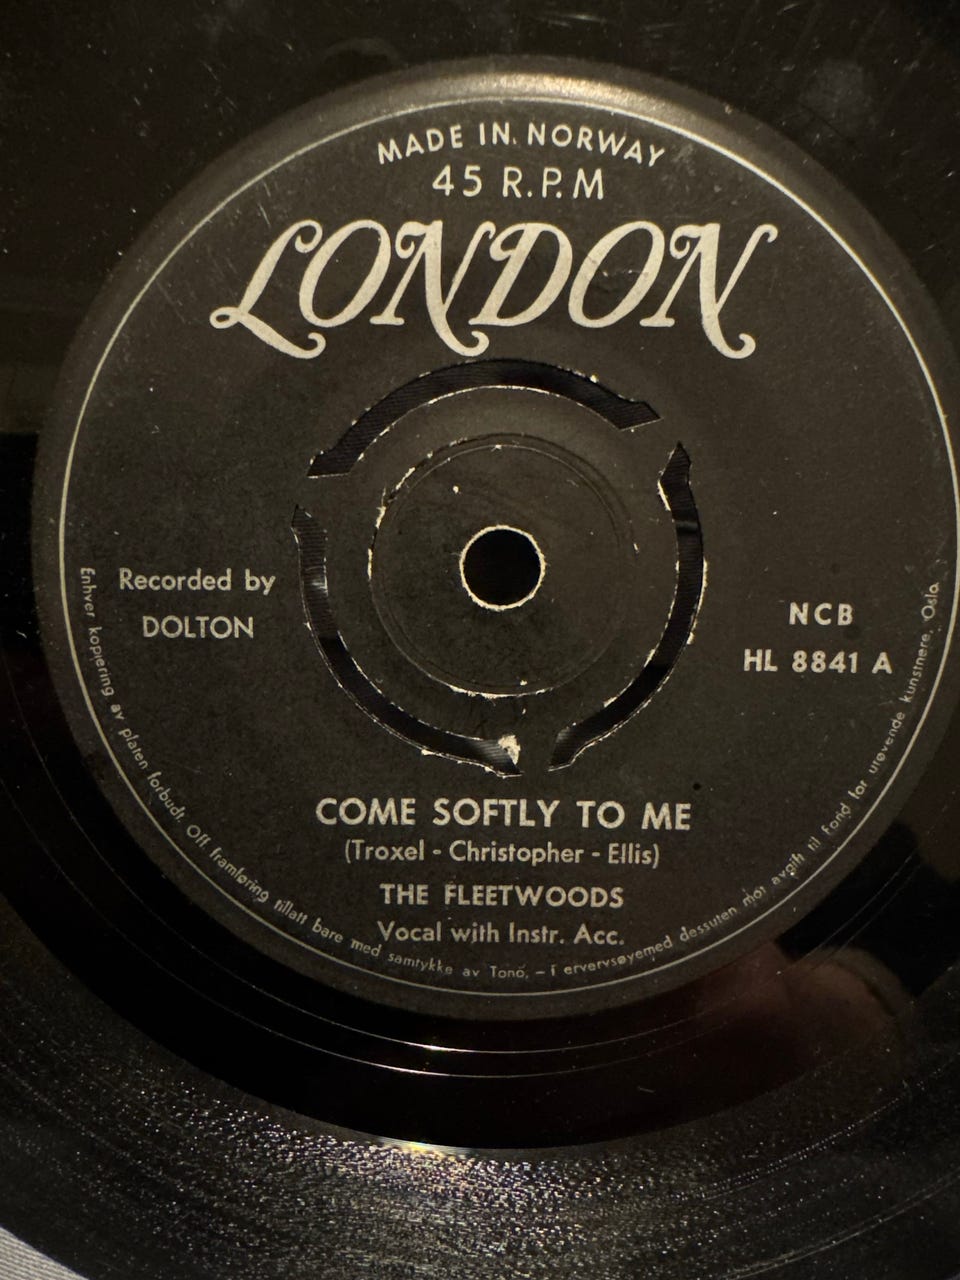 MADE IN NORWAY
45 R.P.M
LONDON
Recorded by
DOLTON
NCB
HL 8841 A
COME SOFTLY TO ME
(Troxel - Christopher - Ellis)
THE FLEETWOODS
Vocal with Instr. Acc.
Enhver kopiering av platen forbudt. Off framføring tillatt bare med samtykke av Tono, – i ervervsøyemed dessuten mot avgift til Fond for utøvende kunstnere, Oslo